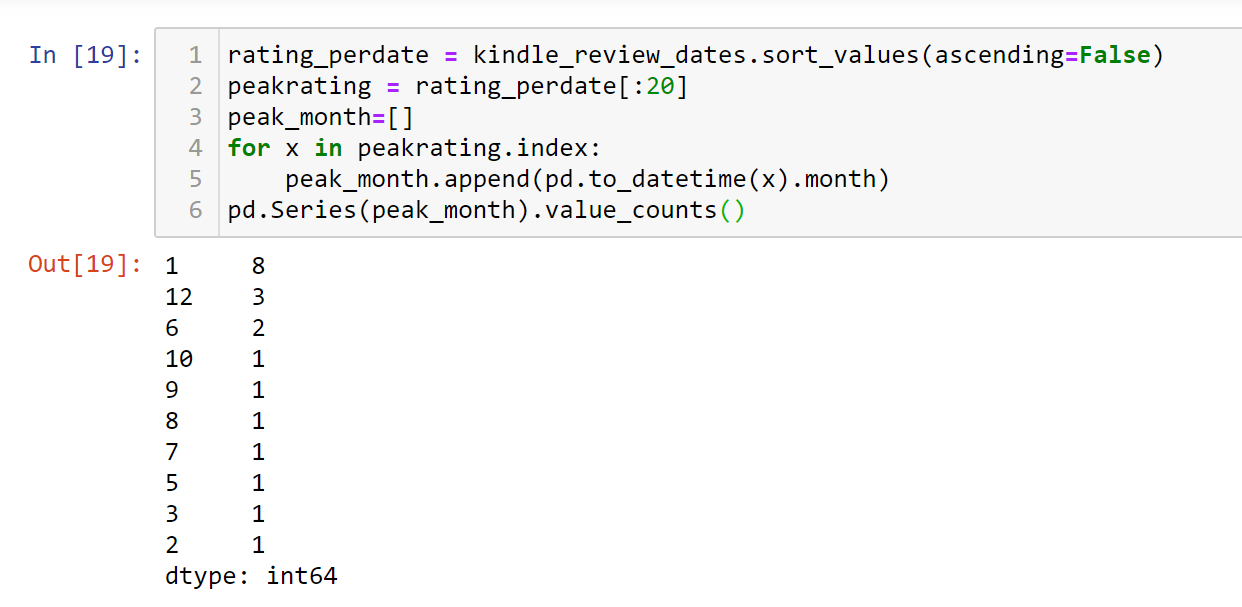 In [19]:
1 rating_perdate = kindle_review_dates.sort_values(ascending=False)
2 peakrating = rating_perdate[:20]
3 peak_month=[]
4 for x in peakrating.index:
5     peak_month.append(pd.to_datetime(x).month)
6 pd.Series(peak_month).value_counts()
Out[19]:
1     8
12    3
6     2
10    1
9     1
8     1
7     1
5     1
3     1
2     1
dtype: int64